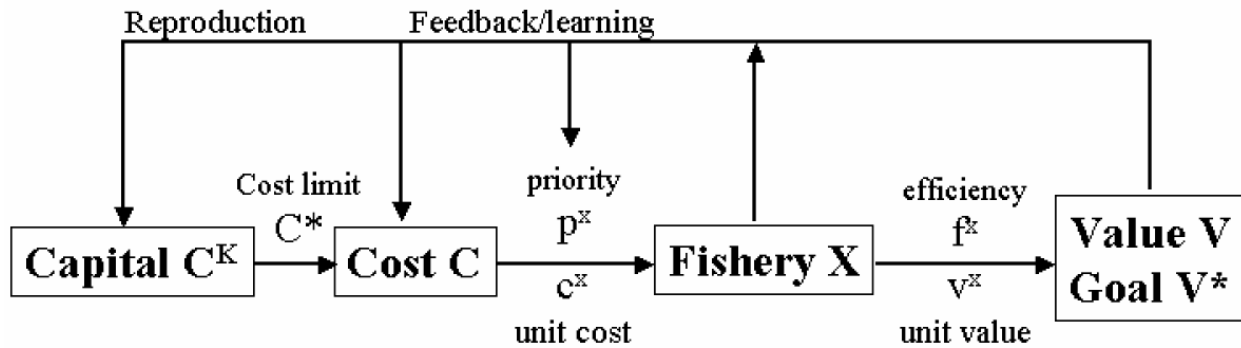 Reproduction
Feedback/learning
Cost limit
C*
priority
p^x
efficiency
f^x
Capital C^K
Cost C
Fishery X
Value V
Goal V*
c^x
unit cost
v^x
unit value